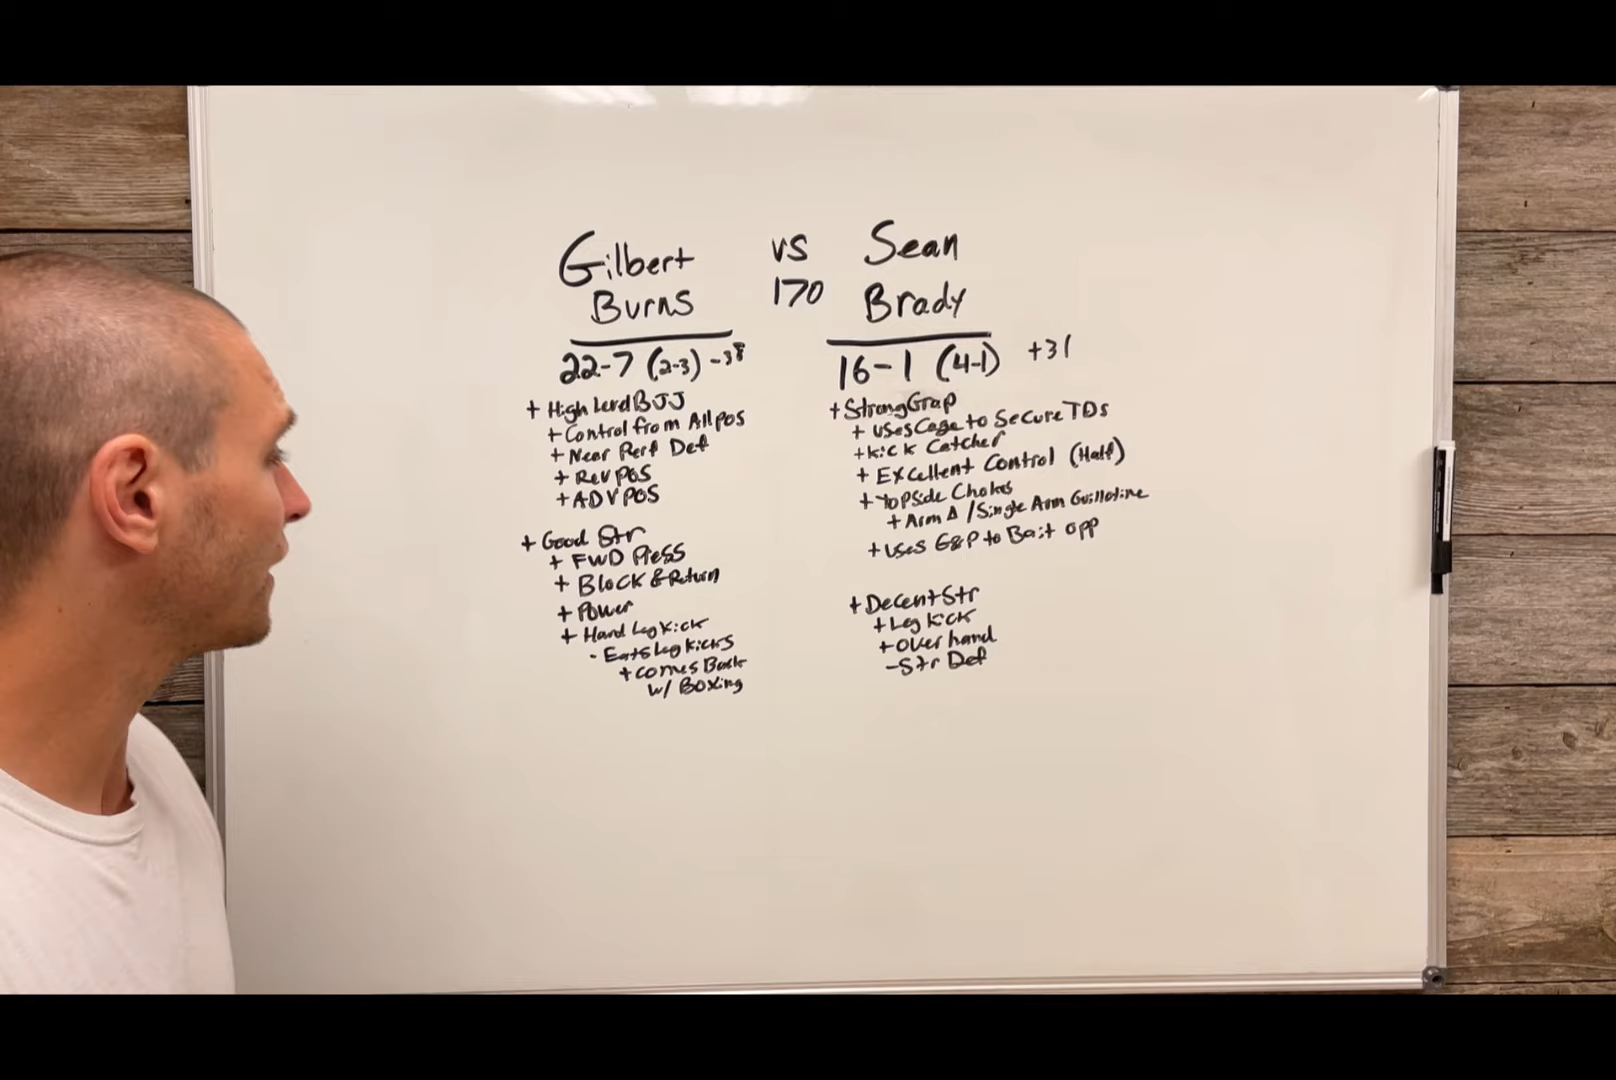 Gilbert
Burns
vs
170
Sean
Brady
22-7 (2-3) -38
+ High Level BJJ
+ Control from All Pos
+ Near Perf Def
+ Rev Pos
+ ADV POS
+ Good Str
+ FWD Press
+ Block & Return
+ Power
+ Hard Leg Kick
- Eats Leg Kicks
+ Comes Back
w/ Boxing
16-1 (4-1) +31
+ Strong Grap
+ Uses Cage to Secure TDs
+ Kick Catcher
+ Excellent Control (Half)
+ Topside Chokes
+ Arm Δ / Single Arm Guillotine
+ Uses G&P to Bait Opp
+ Decent Str
+ Leg Kick
+ Overhand
- Str Def